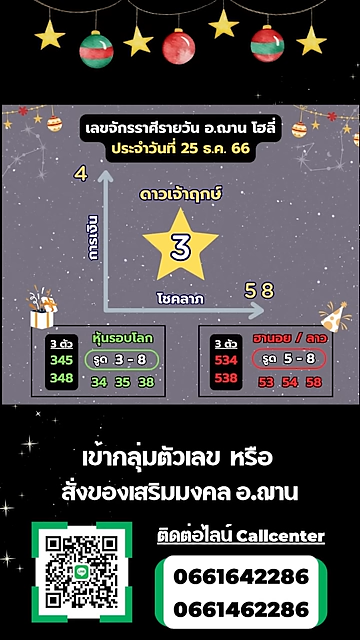 เลขจักรราศีรายวัน อ.ฌาน โฮลี่
ประจำวันที่ 25 ธ.ค. 66
4
ดาวเจ้าฤกษ์
การเงิน
3
โชคลาภ
5 8
3 ตัว
345
348
หุ้นรอบโลก
รูด 3 - 8
34 35 38
3 ตัว
534
538
ฮานอย / ลาว
รูด 5 - 8
53 54 58
เข้ากลุ่มตัวเลข หรือ
สั่งของเสริมมงคล อ.ฌาน
ติดต่อไลน์ Callcenter
0661642286
0661462286
LINE